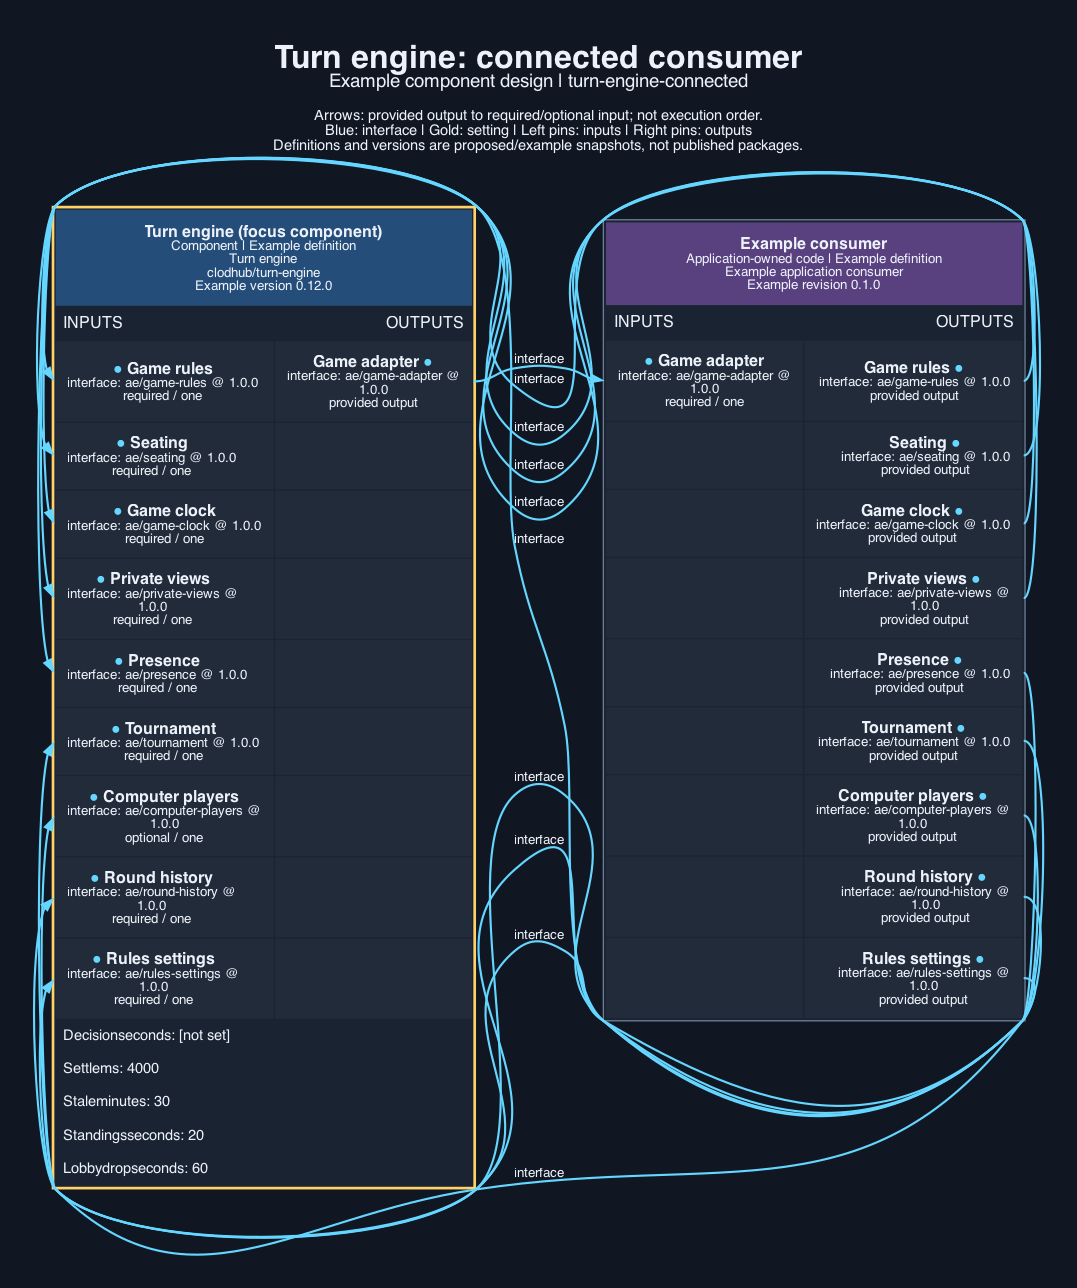 Turn engine: connected consumer
Example component design | turn-engine-connected
Arrows: provided output to required/optional input; not execution order.
Blue: interface | Gold: setting | Left pins: inputs | Right pins: outputs
Definitions and versions are proposed/example snapshots, not published packages.
Turn engine (focus component)
Component | Example definition
Turn engine
clodhub/turn-engine
Example version 0.12.0
INPUTS
OUTPUTS
Game rules
interface: ae/game-rules @ 1.0.0
required / one
Game adapter
interface: ae/game-adapter @
1.0.0
provided output
Seating
interface: ae/seating @ 1.0.0
required / one
Game clock
interface: ae/game-clock @ 1.0.0
required / one
Private views
interface: ae/private-views @
1.0.0
required / one
Presence
interface: ae/presence @ 1.0.0
required / one
Tournament
interface: ae/tournament @ 1.0.0
required / one
Computer players
interface: ae/computer-players @
1.0.0
optional / one
Round history
interface: ae/round-history @
1.0.0
required / one
Rules settings
interface: ae/rules-settings @
1.0.0
required / one
Decisionseconds: [not set]
Settlems: 4000
Staleminutes: 30
Standingsseconds: 20
Lobbydropseconds: 60
interface
interface
interface
interface
interface
interface
interface
interface
interface
interface
Example consumer
Application-owned code | Example definition
Example application consumer
Example revision 0.1.0
INPUTS
OUTPUTS
Game adapter
interface: ae/game-adapter @
1.0.0
required / one
Game rules
interface: ae/game-rules @ 1.0.0
provided output
Seating
interface: ae/seating @ 1.0.0
provided output
Game clock
interface: ae/game-clock @ 1.0.0
provided output
Private views
interface: ae/private-views @
1.0.0
provided output
Presence
interface: ae/presence @ 1.0.0
provided output
Tournament
interface: ae/tournament @ 1.0.0
provided output
Computer players
interface: ae/computer-players @
1.0.0
provided output
Round history
interface: ae/round-history @
1.0.0
provided output
Rules settings
interface: ae/rules-settings @
1.0.0
provided output